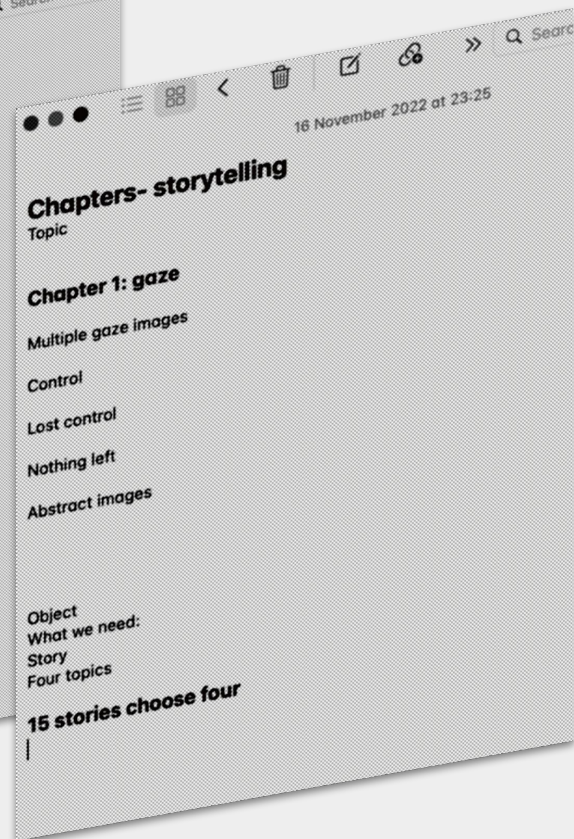 Search
16 November 2022 at 23:25
Chapters- storytelling
Topic
Chapter 1: gaze
Multiple gaze images
Control
Lost control
Nothing left
Abstract images
Object
What we need:
Story
Four topics
15 stories choose four